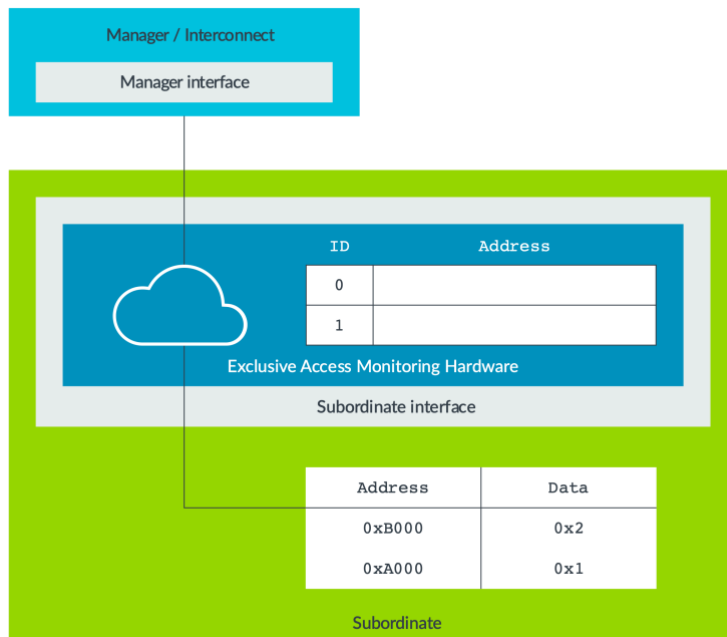 Manager / Interconnect
Manager interface
ID Address
0
1
Exclusive Access Monitoring Hardware
Subordinate interface
Address Data
0xB000 0x2
0xA000 0x1
Subordinate